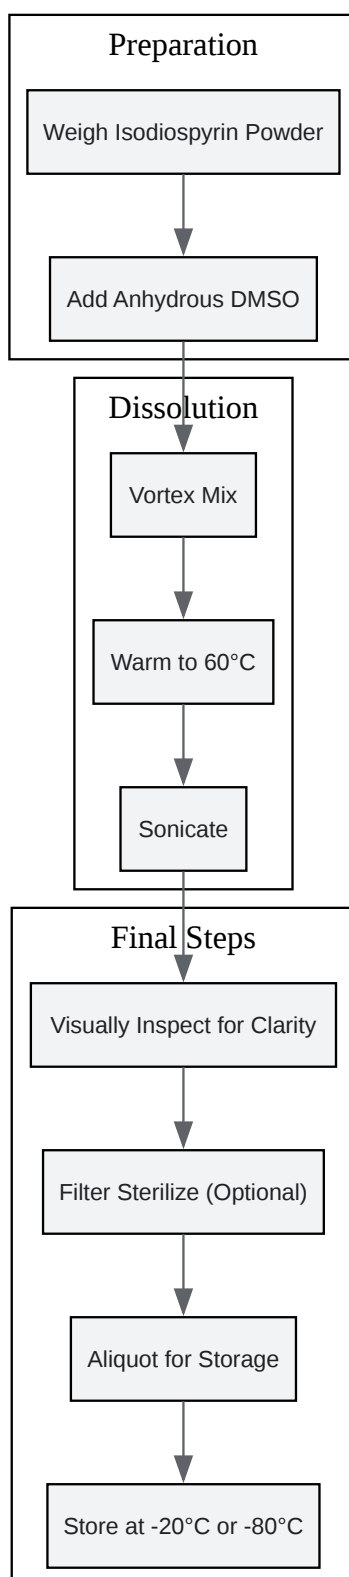 Preparation
Weigh Isodiospyrin Powder
Add Anhydrous DMSO
Dissolution
Vortex Mix
Warm to 60°C
Sonicate
Final Steps
Visually Inspect for Clarity
Filter Sterilize (Optional)
Aliquot for Storage
Store at -20°C or -80°C